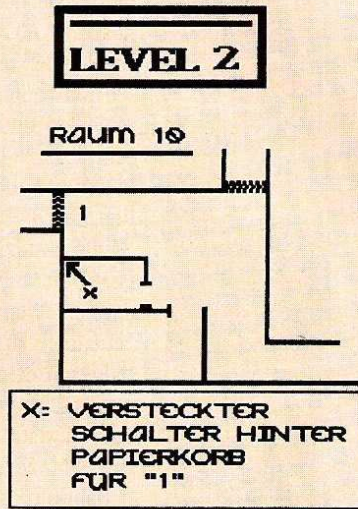 LEVEL 2
RAUM 10
1
X
X: VERSTECKTER
SCHALTER HINTER
PAPIERKORB
FÜR "1"